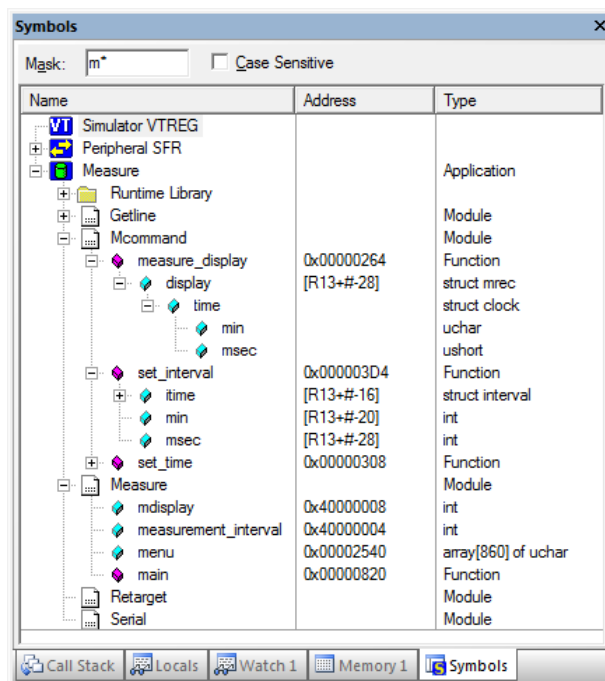 Symbols
Mask: m* Case Sensitive
Name Address Type
VT Simulator VTREG
Peripheral SFR
Measure Application
Runtime Library
Getline Module
Mcommand Module
measure_display 0x00000264 Function
display [R13+#-28] struct mrec
time struct clock
min uchar
msec ushort
set_interval 0x000003D4 Function
itime [R13+#-16] struct interval
min [R13+#-20] int
msec [R13+#-28] int
set_time 0x00000308 Function
Measure Module
mdisplay 0x40000008 int
measurement_interval 0x40000004 int
menu 0x00002540 array[860] of uchar
main 0x00000820 Function
Retarget Module
Serial Module
Call Stack Locals Watch 1 Memory 1 Symbols